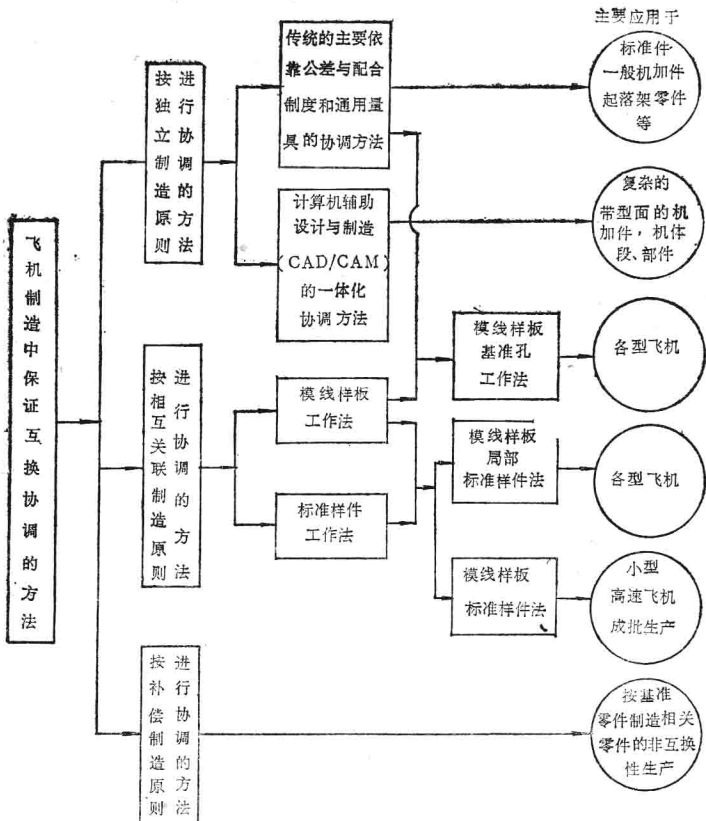 主要应用于
飞机制造中保证互换协调的方法
按独立制造原则
进行协调的方法
传统的主要依
靠公差与配合
制度和通用量
具的协调方法
标准件
一般机加件
起落架零件
等
计算机辅助
设计与制造
(CAD/CAM)
的一体化
协调方法
复杂的
带型面的机
加件，机体
段、部件
按相互关联制造原则
进行协调的方法
模线样板
工作法
标准样件
工作法
模线样板
基准孔
工作法
各型飞机
模线样板
局部
标准样件法
各型飞机
模线样板
标准样件法
小型
高速飞机
成批生产
按补偿制造原则
进行协调的方法
按基准
零件制造相关
零件的非互换
性生产